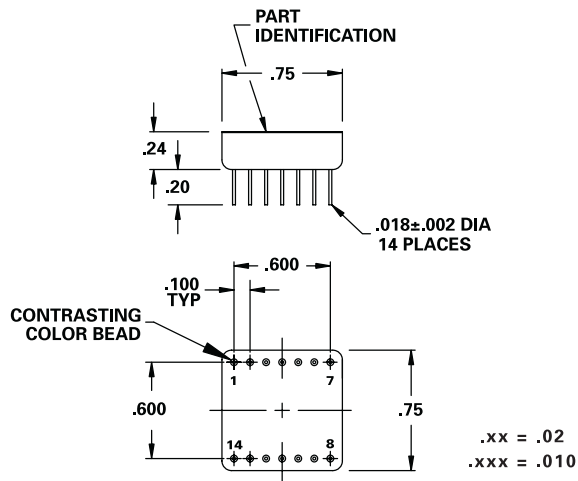 PART
IDENTIFICATION
.75
.24
.20
.018±.002 DIA
14 PLACES
.600
.100
TYP
CONTRASTING
COLOR BEAD
1
7
.600
.75
14
8
.xx = .02
.xxx = .010